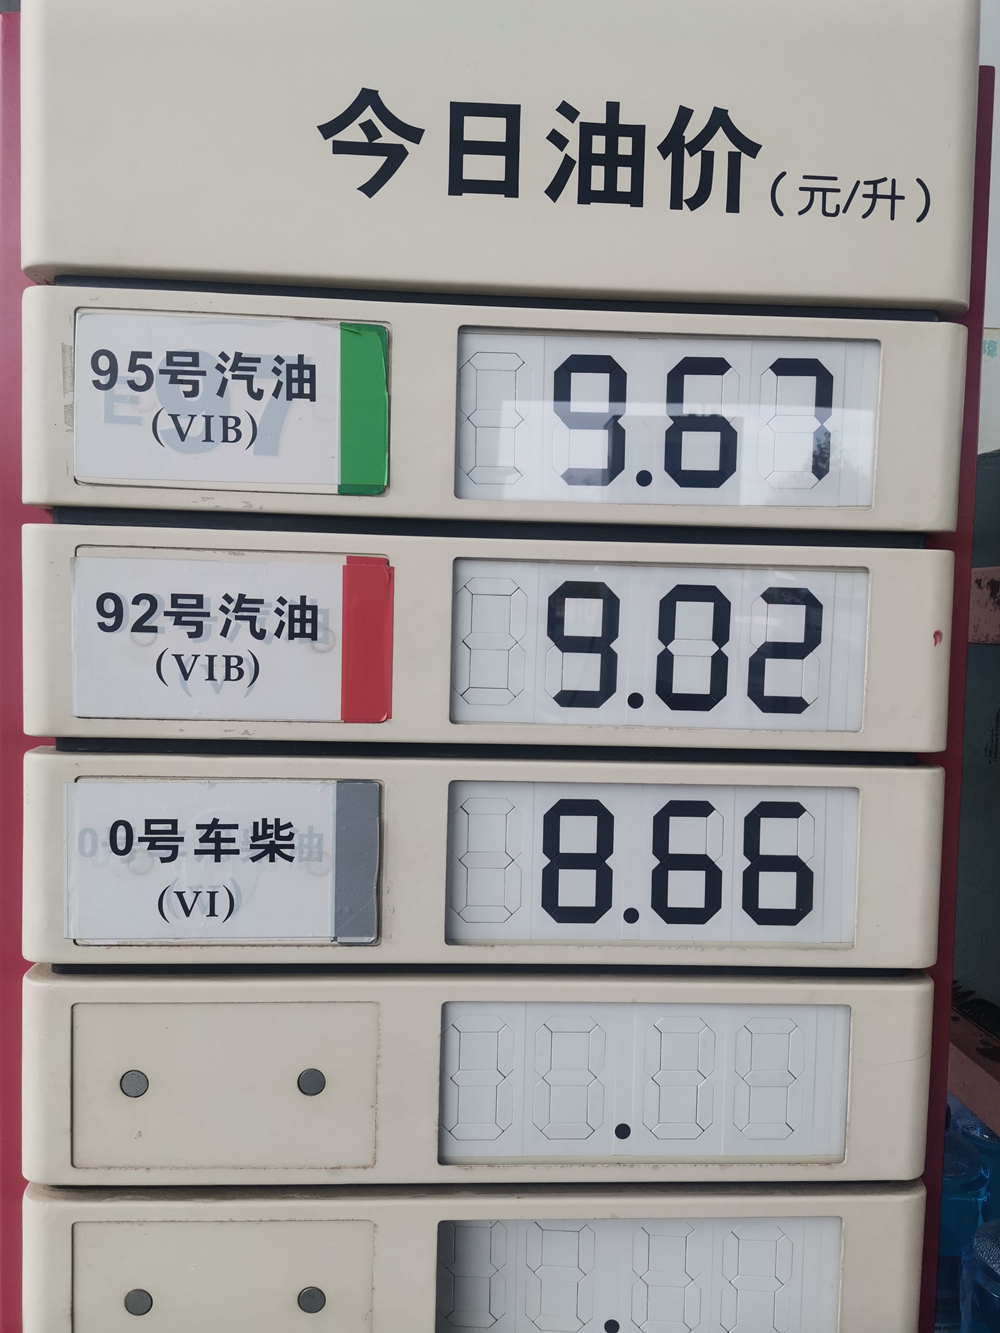 今日油价(元/升)
95号汽油 9.67
(VIB)
92号汽油 9.02
(VIB)
0号车柴 8.66
(VI)